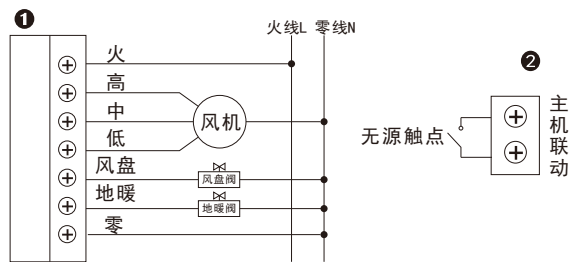 ❶
火线L 零线N
火
高
中
低
风盘
地暖
零
风机
风盘阀
地暖阀
❷
无源触点
主机联动